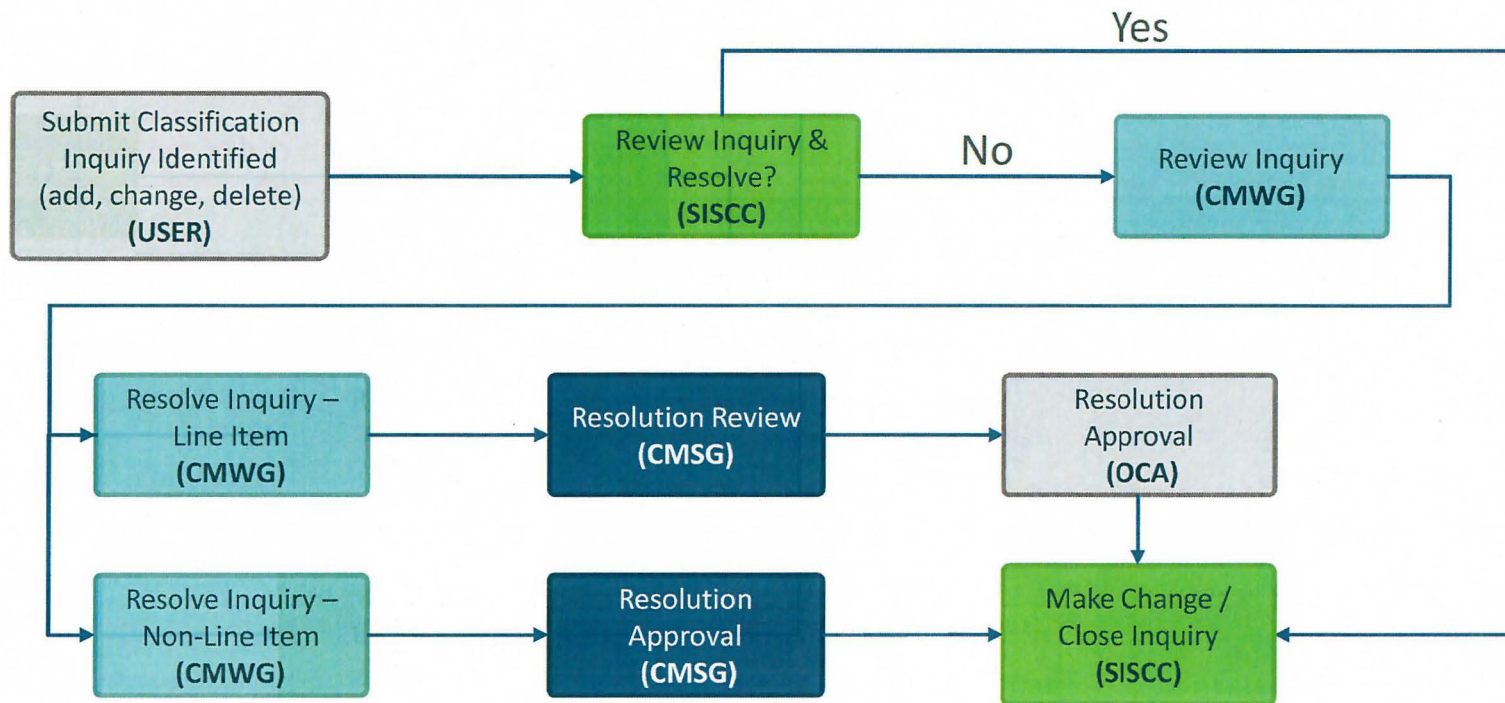 Yes
Submit Classification
Inquiry Identified
(add, change, delete)
(USER)
Review Inquiry &
Resolve?
(SISCC)
No
Review Inquiry
(CMWG)
Resolve Inquiry –
Line Item
(CMWG)
Resolution Review
(CMSG)
Resolution
Approval
(OCA)
Resolve Inquiry –
Non-Line Item
(CMWG)
Resolution
Approval
(CMSG)
Make Change /
Close Inquiry
(SISCC)